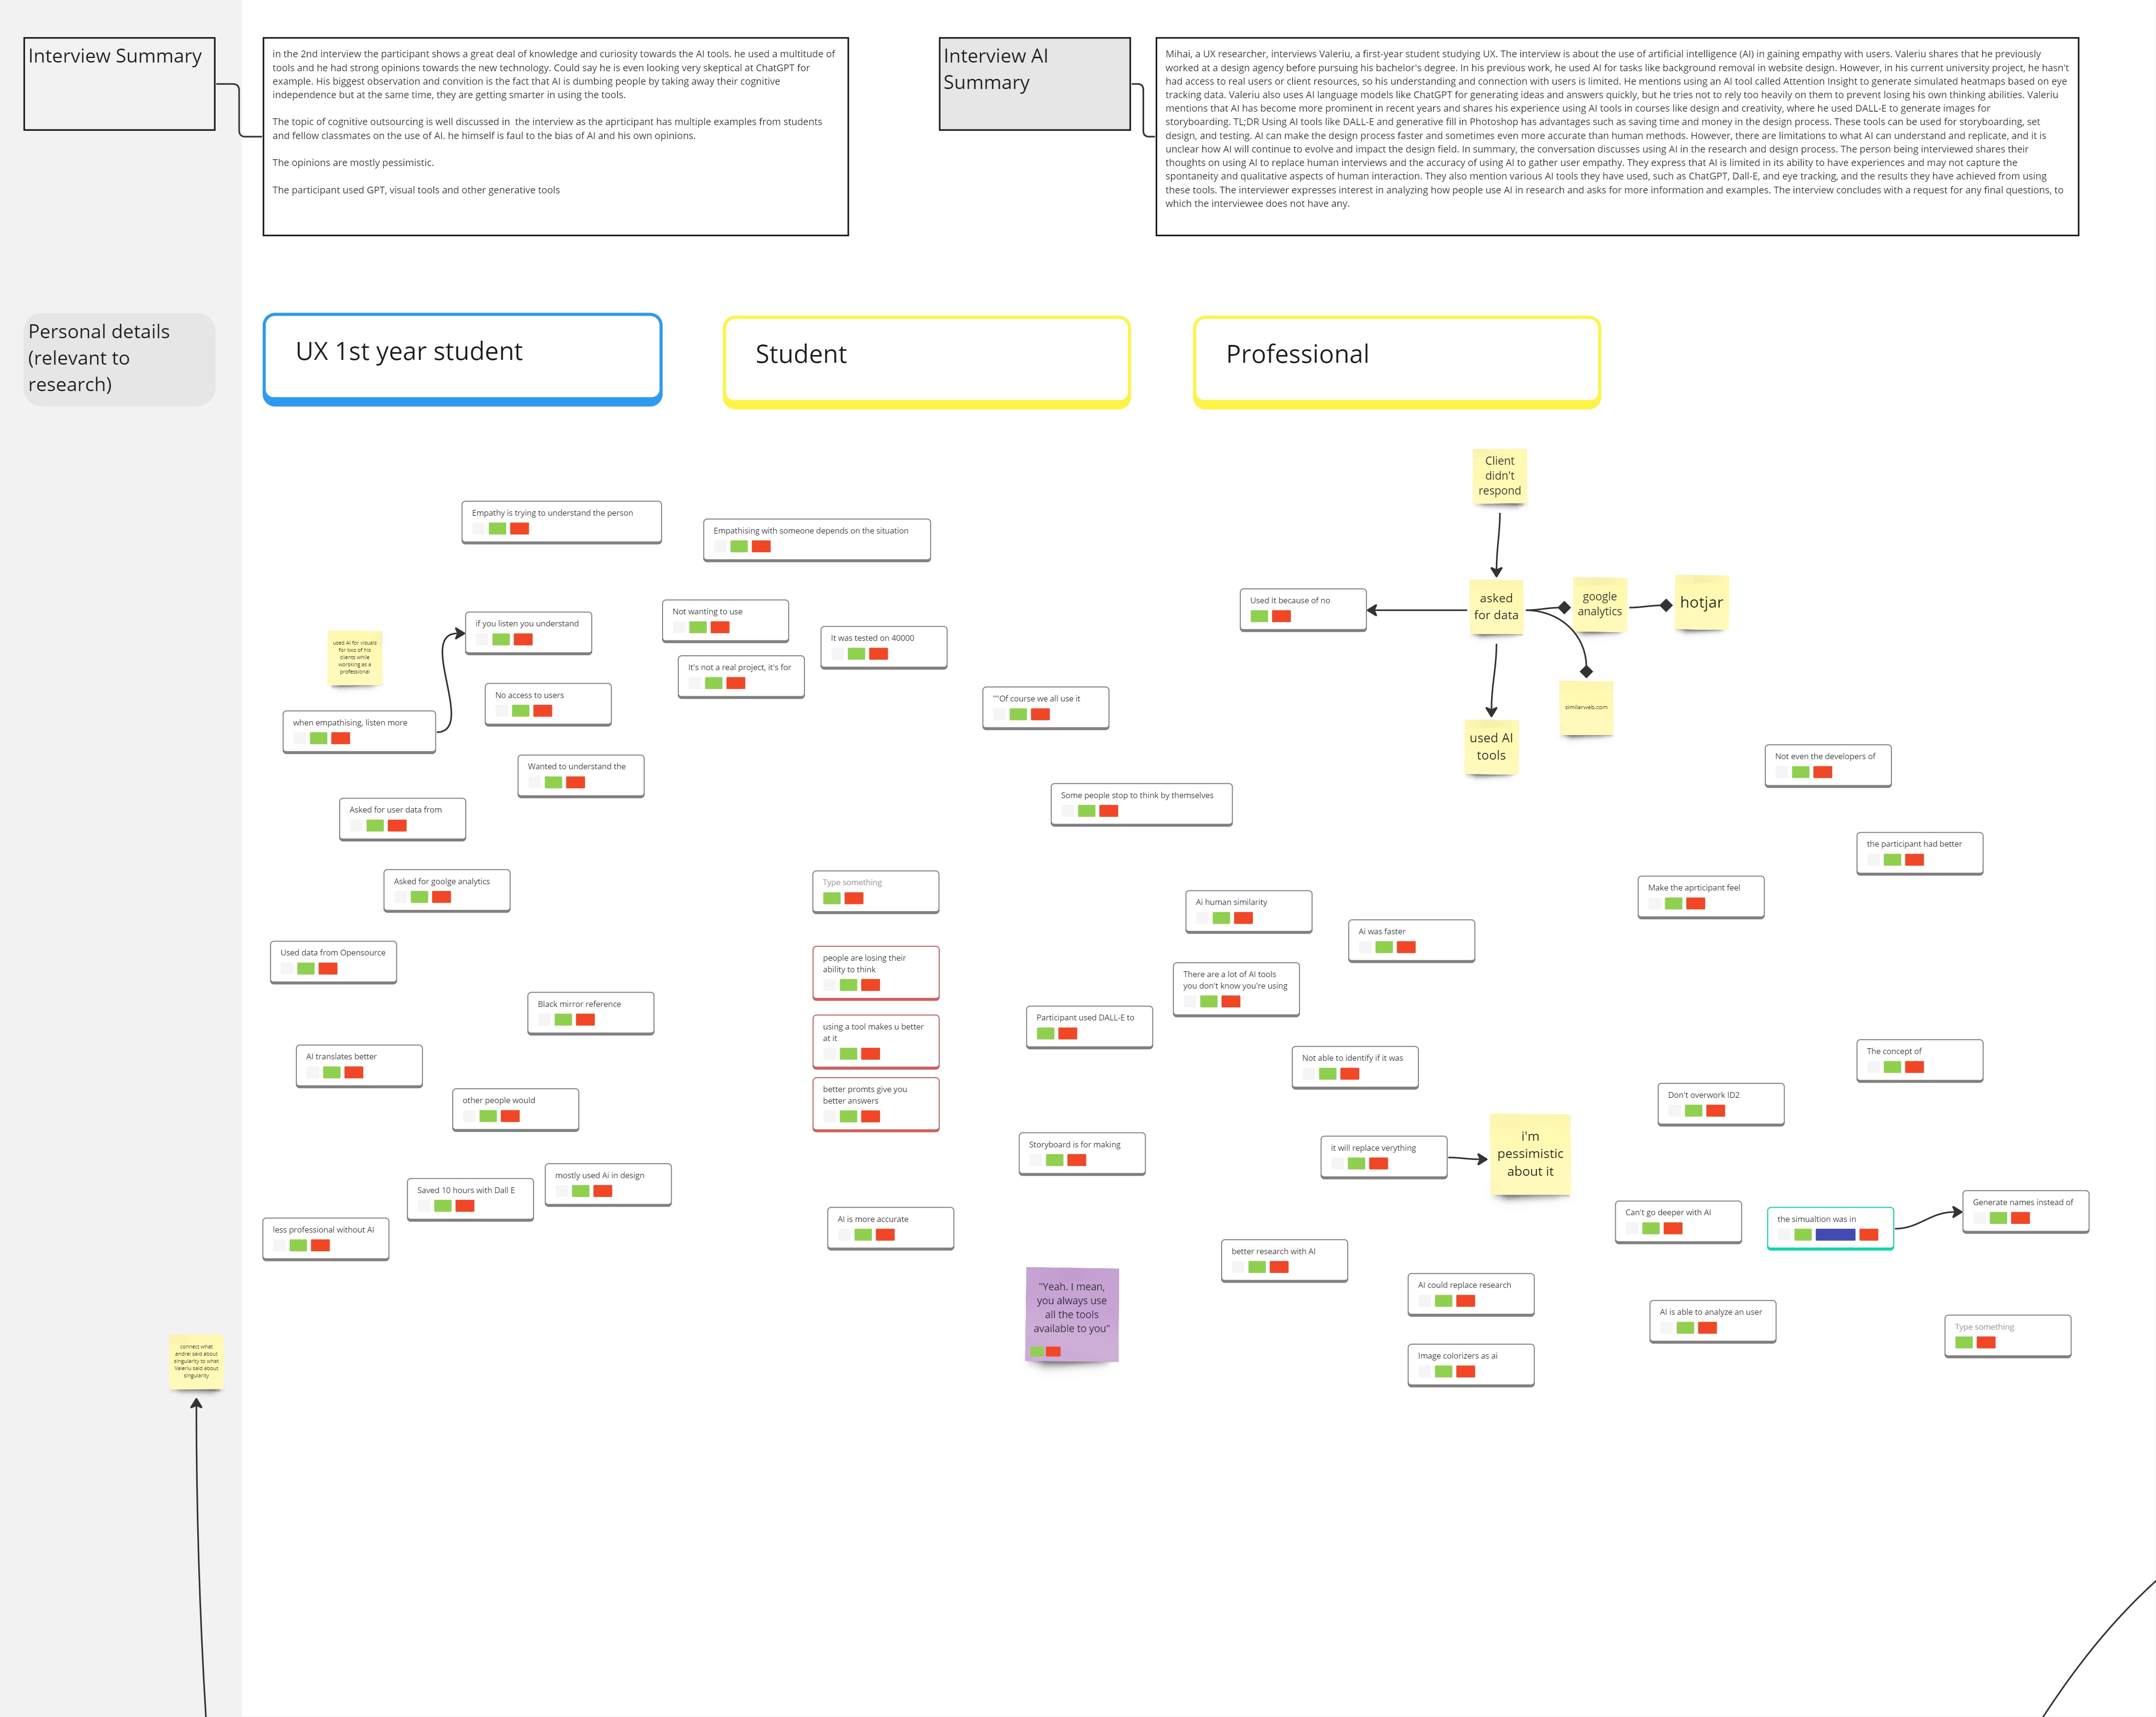 Interview Summary
in the 2nd interview the participant shows a great deal of knowledge and curiosity towards the AI tools. he used a multitude of
tools and he had strong opinions towards the new technology. Could say he is even looking very skeptical at ChatGPT for
example. His biggest observation and convition is the fact that AI is dumbing people by taking away their cognitive
independence but at the same time, they are getting smarter in using the tools.
The topic of cognitive outsourcing is well discussed in the interview as the aprticipant has multiple examples from students
and fellow classmates on the use of AI. he himself is faul to the bias of AI and his own opinions.
The opinions are mostly pessimistic.
The participant used GPT, visual tools and other generative tools
Interview AI
Summary
Mihai, a UX researcher, interviews Valeriu, a first-year student studying UX. The interview is about the use of artificial intelligence (AI) in gaining empathy with users. Valeriu shares that he previously
worked at a design agency before pursuing his bachelor's degree. In his previous work, he used AI for tasks like background removal in website design. However, in his current university project, he hasn't
had access to real users or client resources, so his understanding and connection with users is limited. He mentions using an AI tool called Attention Insight to generate simulated heatmaps based on eye
tracking data. Valeriu also uses AI language models like ChatGPT for generating ideas and answers quickly, but he tries not to rely too heavily on them to prevent losing his own thinking abilities. Valeriu
mentions that AI has become more prominent in recent years and shares his experience using AI tools in courses like design and creativity, where he used DALL-E to generate images for
storyboarding. TL;DR Using AI tools like DALL-E and generative fill in Photoshop has advantages such as saving time and money in the design process. These tools can be used for storyboarding, set
design, and testing. AI can make the design process faster and sometimes even more accurate than human methods. However, there are limitations to what AI can understand and replicate, and it is
unclear how AI will continue to evolve and impact the design field. In summary, the conversation discusses using AI in the research and design process. The person being interviewed shares their
thoughts on using AI to replace human interviews and the accuracy of using AI to gather user empathy. They express that AI is limited in its ability to have experiences and may not capture the
spontaneity and qualitative aspects of human interaction. They also mention various AI tools they have used, such as ChatGPT, Dall-E, and eye tracking, and the results they have achieved from using
these tools. The interviewer expresses interest in analyzing how people use AI in research and asks for more information and examples. The interview concludes with a request for any final questions, to
which the interviewee does not have any.
Personal details
(relevant to
research)
UX 1st year student
Student
Professional
Client
didn't
respond
Empathy is trying to understand the person
Empathising with someone depends on the situation
Used It because of no
asked
for data
google
analytics
hotjar
Not wanting to use
if you listen you understand
It was tested on 40000
used AI for visuals
for two of his
clients while
worsking as a
professional
It's not a real project, it's for
No access to users
""Of course we all use it
similarweb.com
when empathising, listen more
used AI
tools
Wanted to understand the
Not even the developers of
Some people stop to think by themselves
Asked for user data from
the participant had better
Asked for goolge analytics
Type something
Make the aprticipant feel
Ai human similarity
Ai was faster
Used data from Opensource
people are losing their
ability to think
There are a lot of AI tools
you don't know you're using
Black mirror reference
Participant used DALL-E to
using a tool makes u better
at it
AI translates better
Not able to identify if it was
The concept of
other people would
better promts give you
better answers
Don't overwork ID2
Storyboard is for making
it will replace verything
i'm
pessimistic
about it
mostly used Ai in design
Saved 10 hours with Dall E
less professional without AI
AI is more accurate
Can't go deeper with AI
the simualtion was in
Generate names instead of
better research with AI
"Yeah. I mean,
you always use
all the tools
available to you"
AI could replace research
AI is able to analyze an user
Type something
Image colorizers as ai
connect what
andrei said about
singularity to what
Valeriu said about
singularity